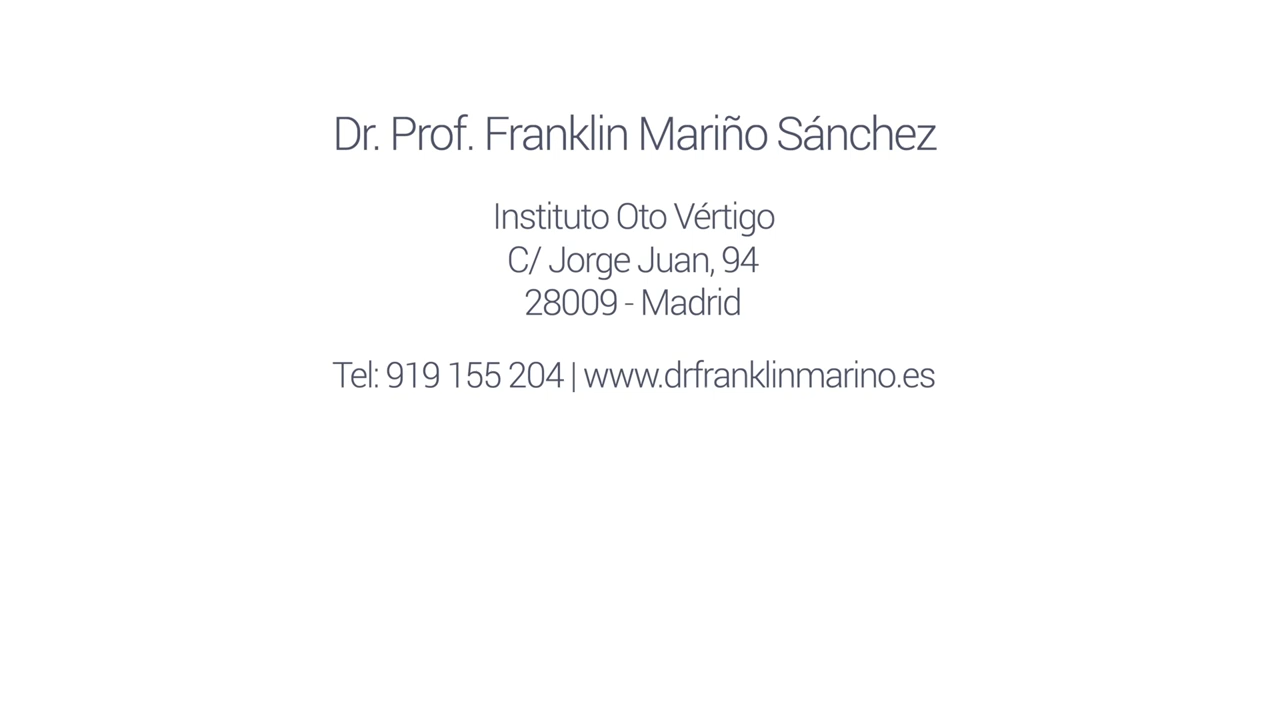 Dr. Prof. Franklin Mariño Sánchez
Instituto Oto Vértigo
C/ Jorge Juan, 94
28009 - Madrid
Tel: 919 155 204 | www.drfranklinmarino.es